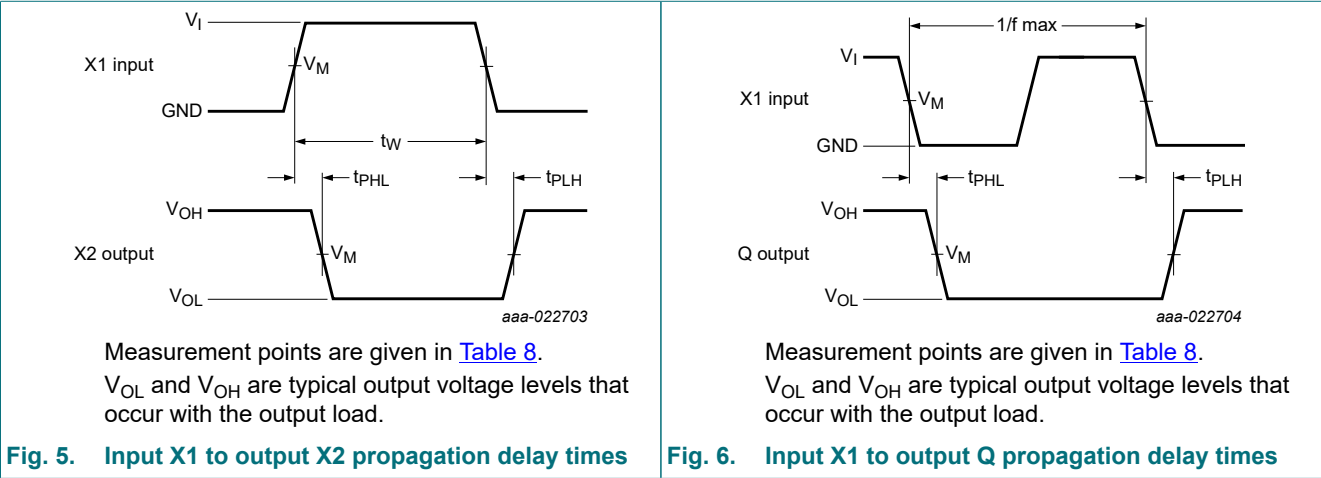 V_I
X1 input
V_M
GND
t_W
t_PHL
t_PLH
V_OH
X2 output
V_M
V_OL
aaa-022703
Measurement points are given in Table 8.
V_OL and V_OH are typical output voltage levels that
occur with the output load.
Fig. 5. Input X1 to output X2 propagation delay times
1/f max
V_I
X1 input
V_M
GND
t_PHL
t_PLH
V_OH
Q output
V_M
V_OL
aaa-022704
Measurement points are given in Table 8.
V_OL and V_OH are typical output voltage levels that
occur with the output load.
Fig. 6. Input X1 to output Q propagation delay times